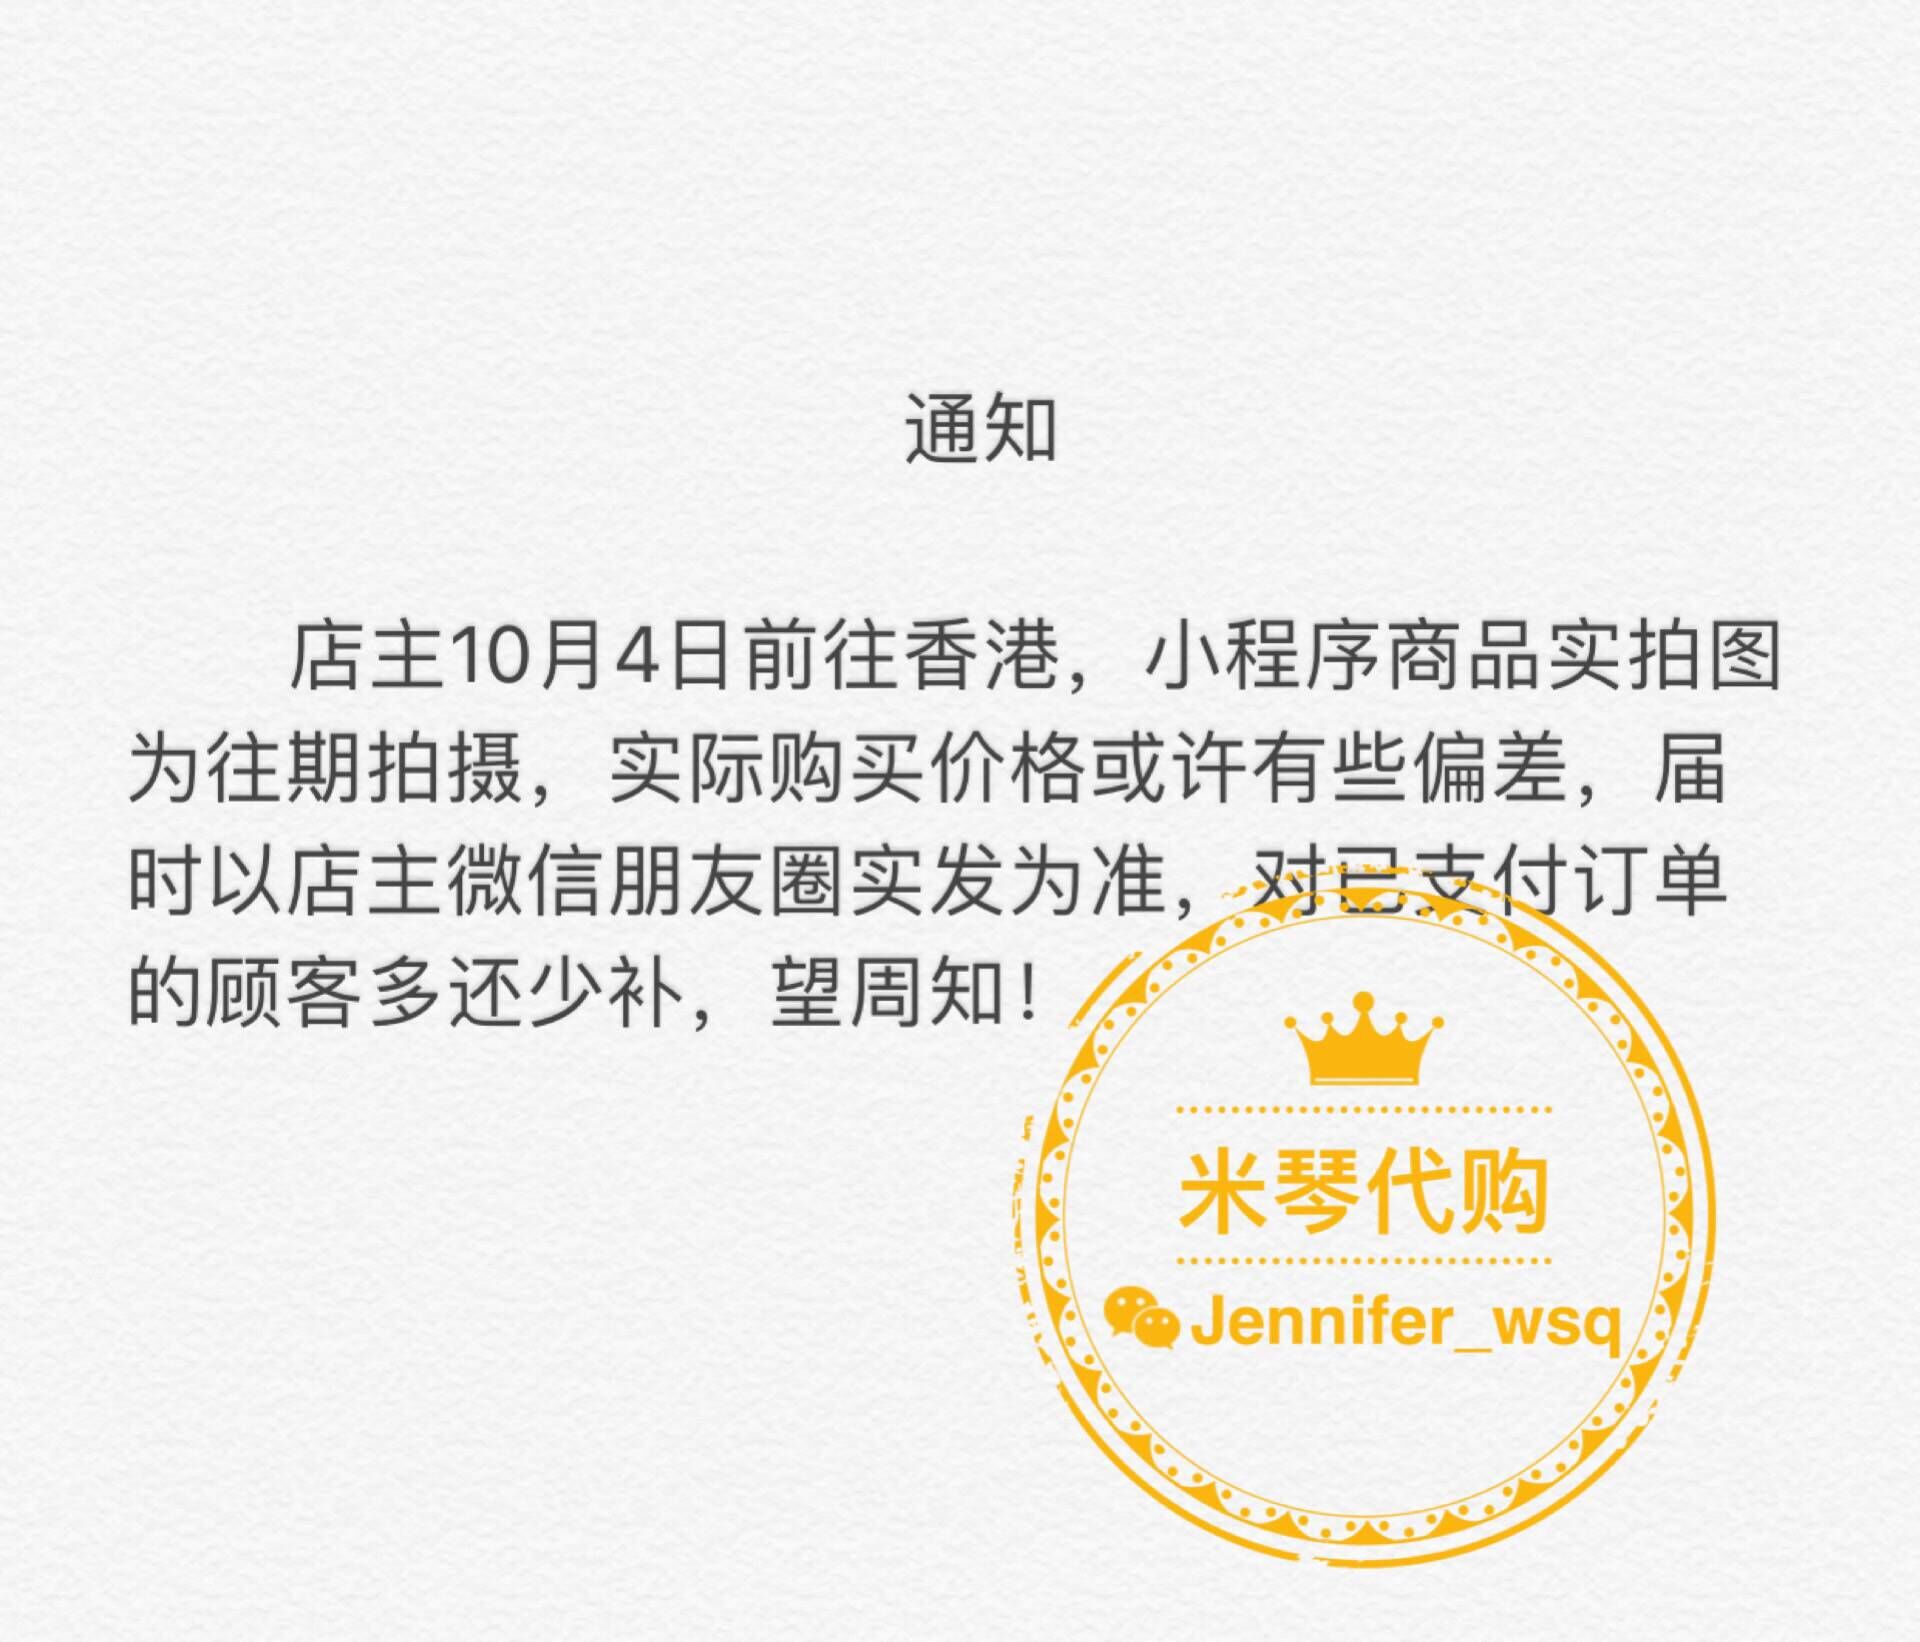 通知
店主10月4日前往香港，小程序商品实拍图
为往期拍摄，实际购买价格或许有些偏差，届
时以店主微信朋友圈实发为准，对已支付订单
的顾客多还少补，望周知！
米琴代购
Jennifer_wsq